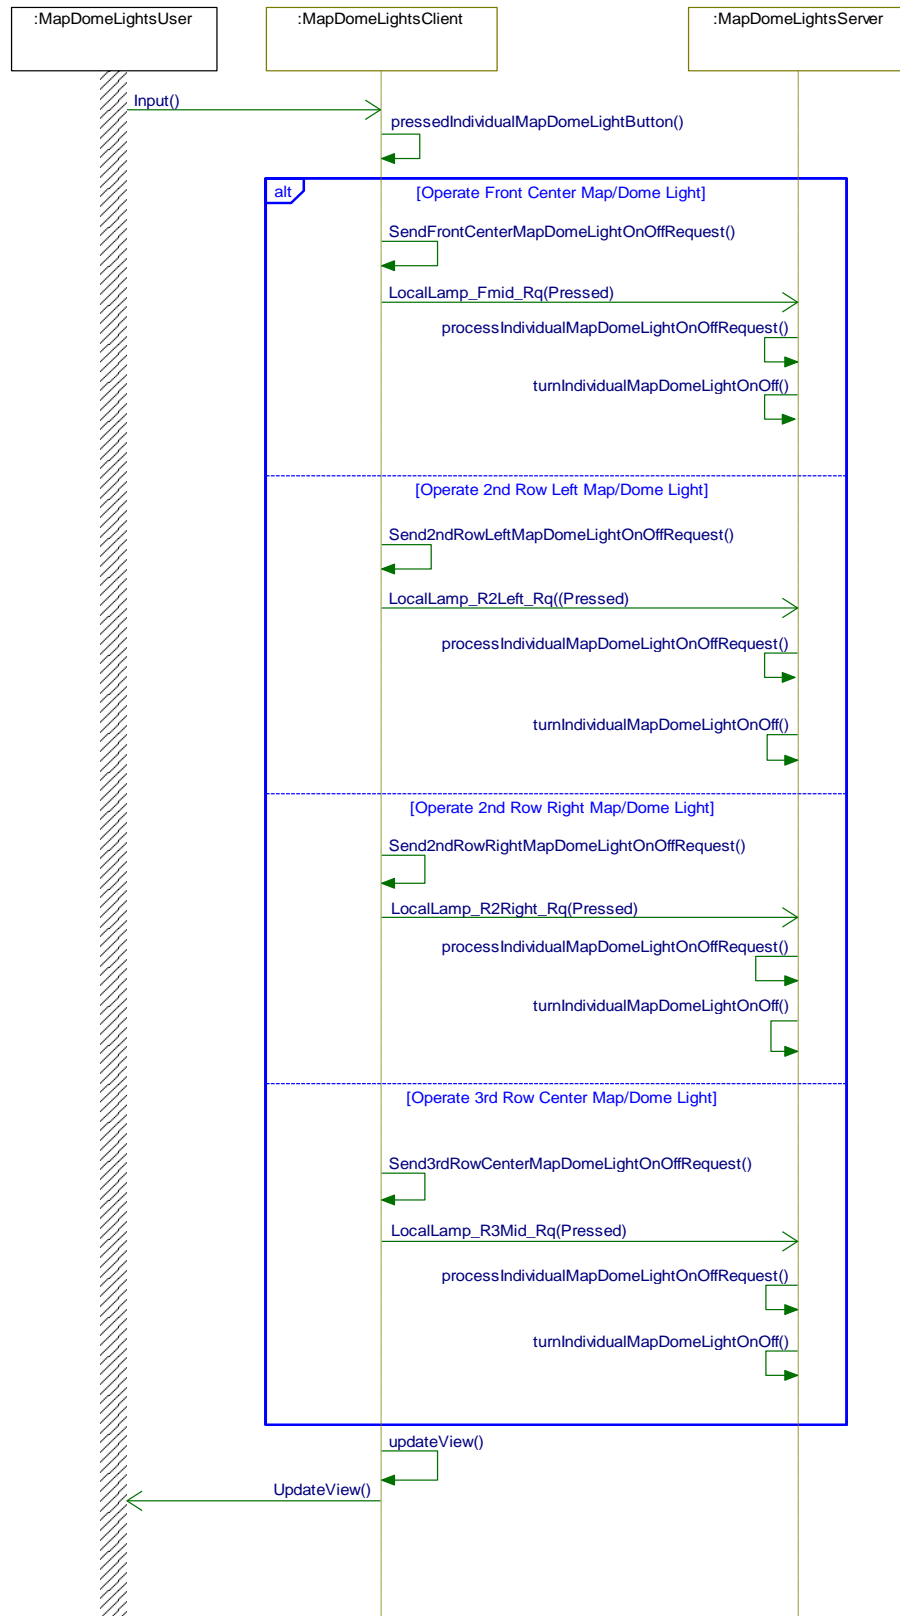 :MapDomeLightsUser
:MapDomeLightsClient
:MapDomeLightsServer
Input()
pressedIndividualMapDomeLightButton()
alt
[Operate Front Center Map/Dome Light]
SendFrontCenterMapDomeLightOnOffRequest()
LocalLamp_Fmid_Rq(Pressed)
processIndividualMapDomeLightOnOffRequest()
turnIndividualMapDomeLightOnOff()
[Operate 2nd Row Left Map/Dome Light]
Send2ndRowLeftMapDomeLightOnOffRequest()
LocalLamp_R2Left_Rq((Pressed)
processIndividualMapDomeLightOnOffRequest()
turnIndividualMapDomeLightOnOff()
[Operate 2nd Row Right Map/Dome Light]
Send2ndRowRightMapDomeLightOnOffRequest()
LocalLamp_R2Right_Rq(Pressed)
processIndividualMapDomeLightOnOffRequest()
turnIndividualMapDomeLightOnOff()
[Operate 3rd Row Center Map/Dome Light]
Send3rdRowCenterMapDomeLightOnOffRequest()
LocalLamp_R3Mid_Rq(Pressed)
processIndividualMapDomeLightOnOffRequest()
turnIndividualMapDomeLightOnOff()
updateView()
UpdateView()